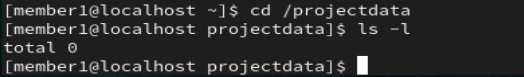 [member1@localhost ~]$ cd /projectdata
[member1@localhost projectdata]$ ls -l
total 0
[member1@localhost projectdata]$